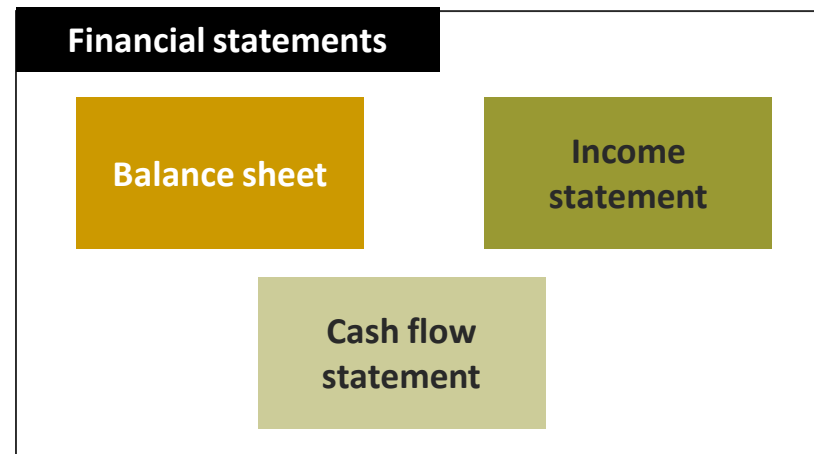 Financial statements
Balance sheet
Income
statement
Cash flow
statement